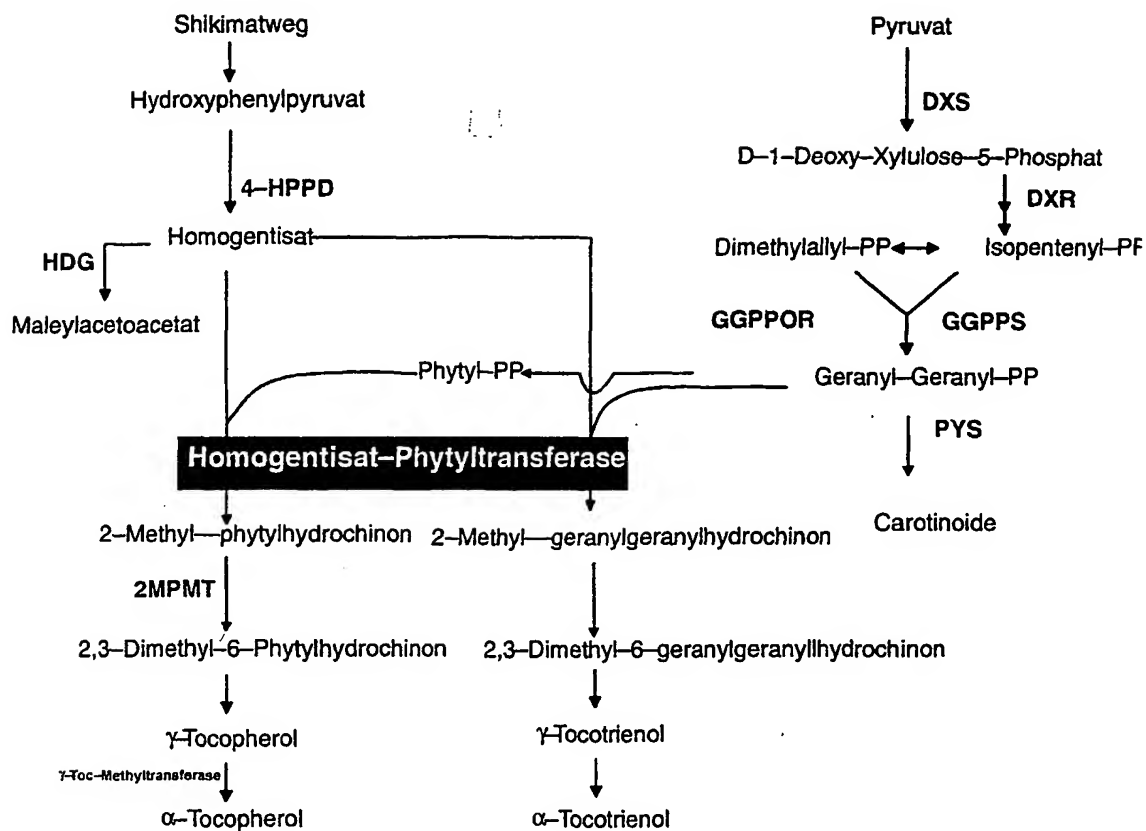 Shikimatweg
Pyruvat
Hydroxyphenylpyruvat
DXS
D–1–Deoxy–Xylulose–5–Phosphat
4–HPPD
DXR
Homogentisat
Dimethylallyl–PP
Isopentenyl–PP
HDG
Maleylacetoacetat
GGPPOR
GGPPS
Phytyl–PP
Geranyl–Geranyl–PP
PYS
Homogentisat–Phytyltransferase
2–Methyl–phytylhydrochinon
2–Methyl–geranylgeranylhydrochinon
Carotinoide
2MPMT
2,3–Dimethyl–6–Phytylhydrochinon
2,3–Dimethyl–6–geranylgeranyllhydrochinon
γ–Tocopherol
γ–Tocotrienol
γ–Toc–Methyltransferase
α–Tocopherol
α–Tocotrienol